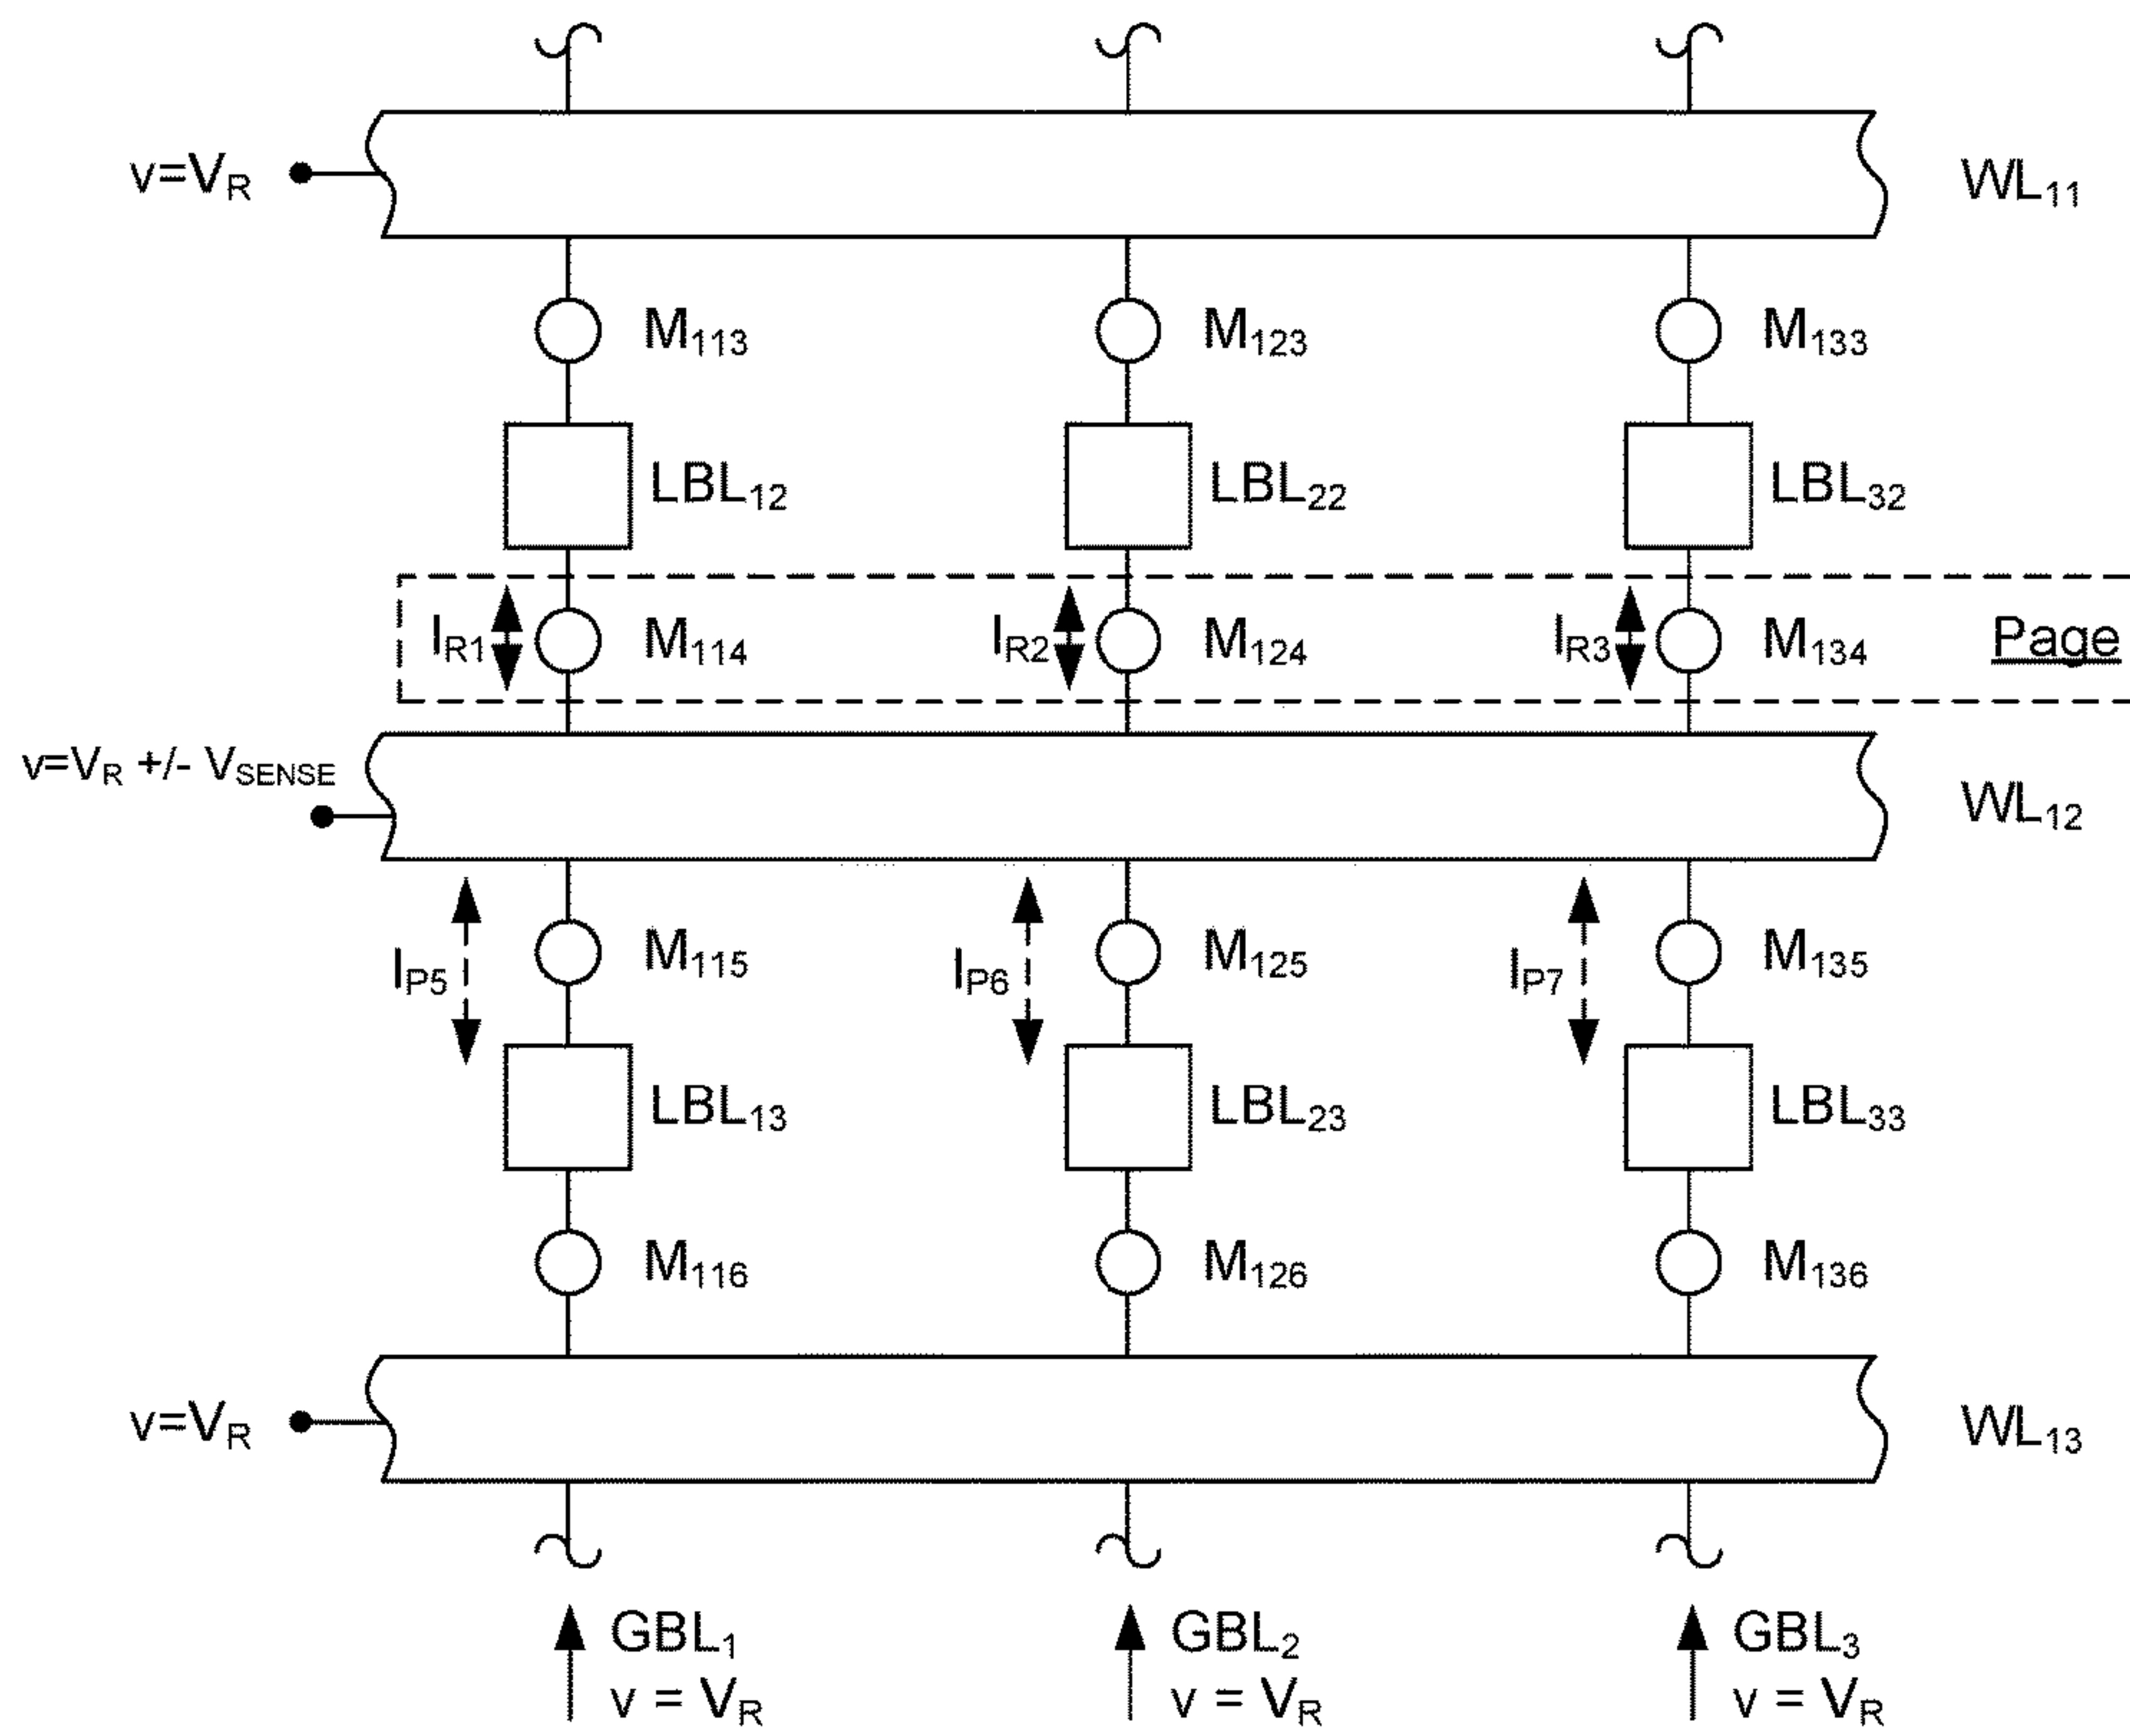 v=VR WL11
M113 M123 M133
LBL12 LBL22 LBL32
IR1 M114 IR2 M124 IR3 M134 Page
v=VR +/- VSENSE WL12
IP5 M115 IP6 M125 IP7 M135
LBL13 LBL23 LBL33
M116 M126 M136
v=VR WL13
GBL1 GBL2 GBL3
v = VR v = VR v = VR